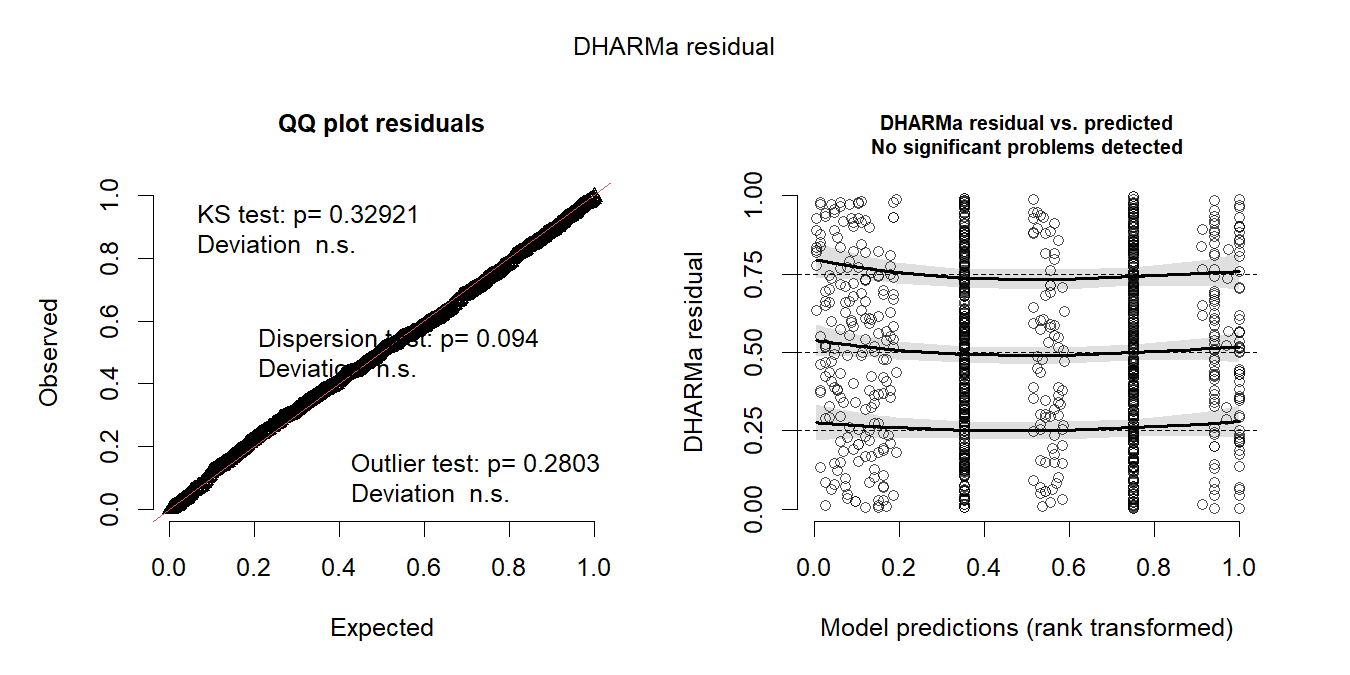 DHARMa residual
QQ plot residuals
KS test: p= 0.32921
Deviation  n.s.
Dispersion test: p= 0.094
Deviation  n.s.
Outlier test: p= 0.2803
Deviation  n.s.
Observed
0.0 0.2 0.4 0.6 0.8 1.0
0.0 0.2 0.4 0.6 0.8 1.0
Expected
DHARMa residual vs. predicted
No significant problems detected
DHARMa residual
0.00 0.25 0.50 0.75 1.00
0.0 0.2 0.4 0.6 0.8 1.0
Model predictions (rank transformed)